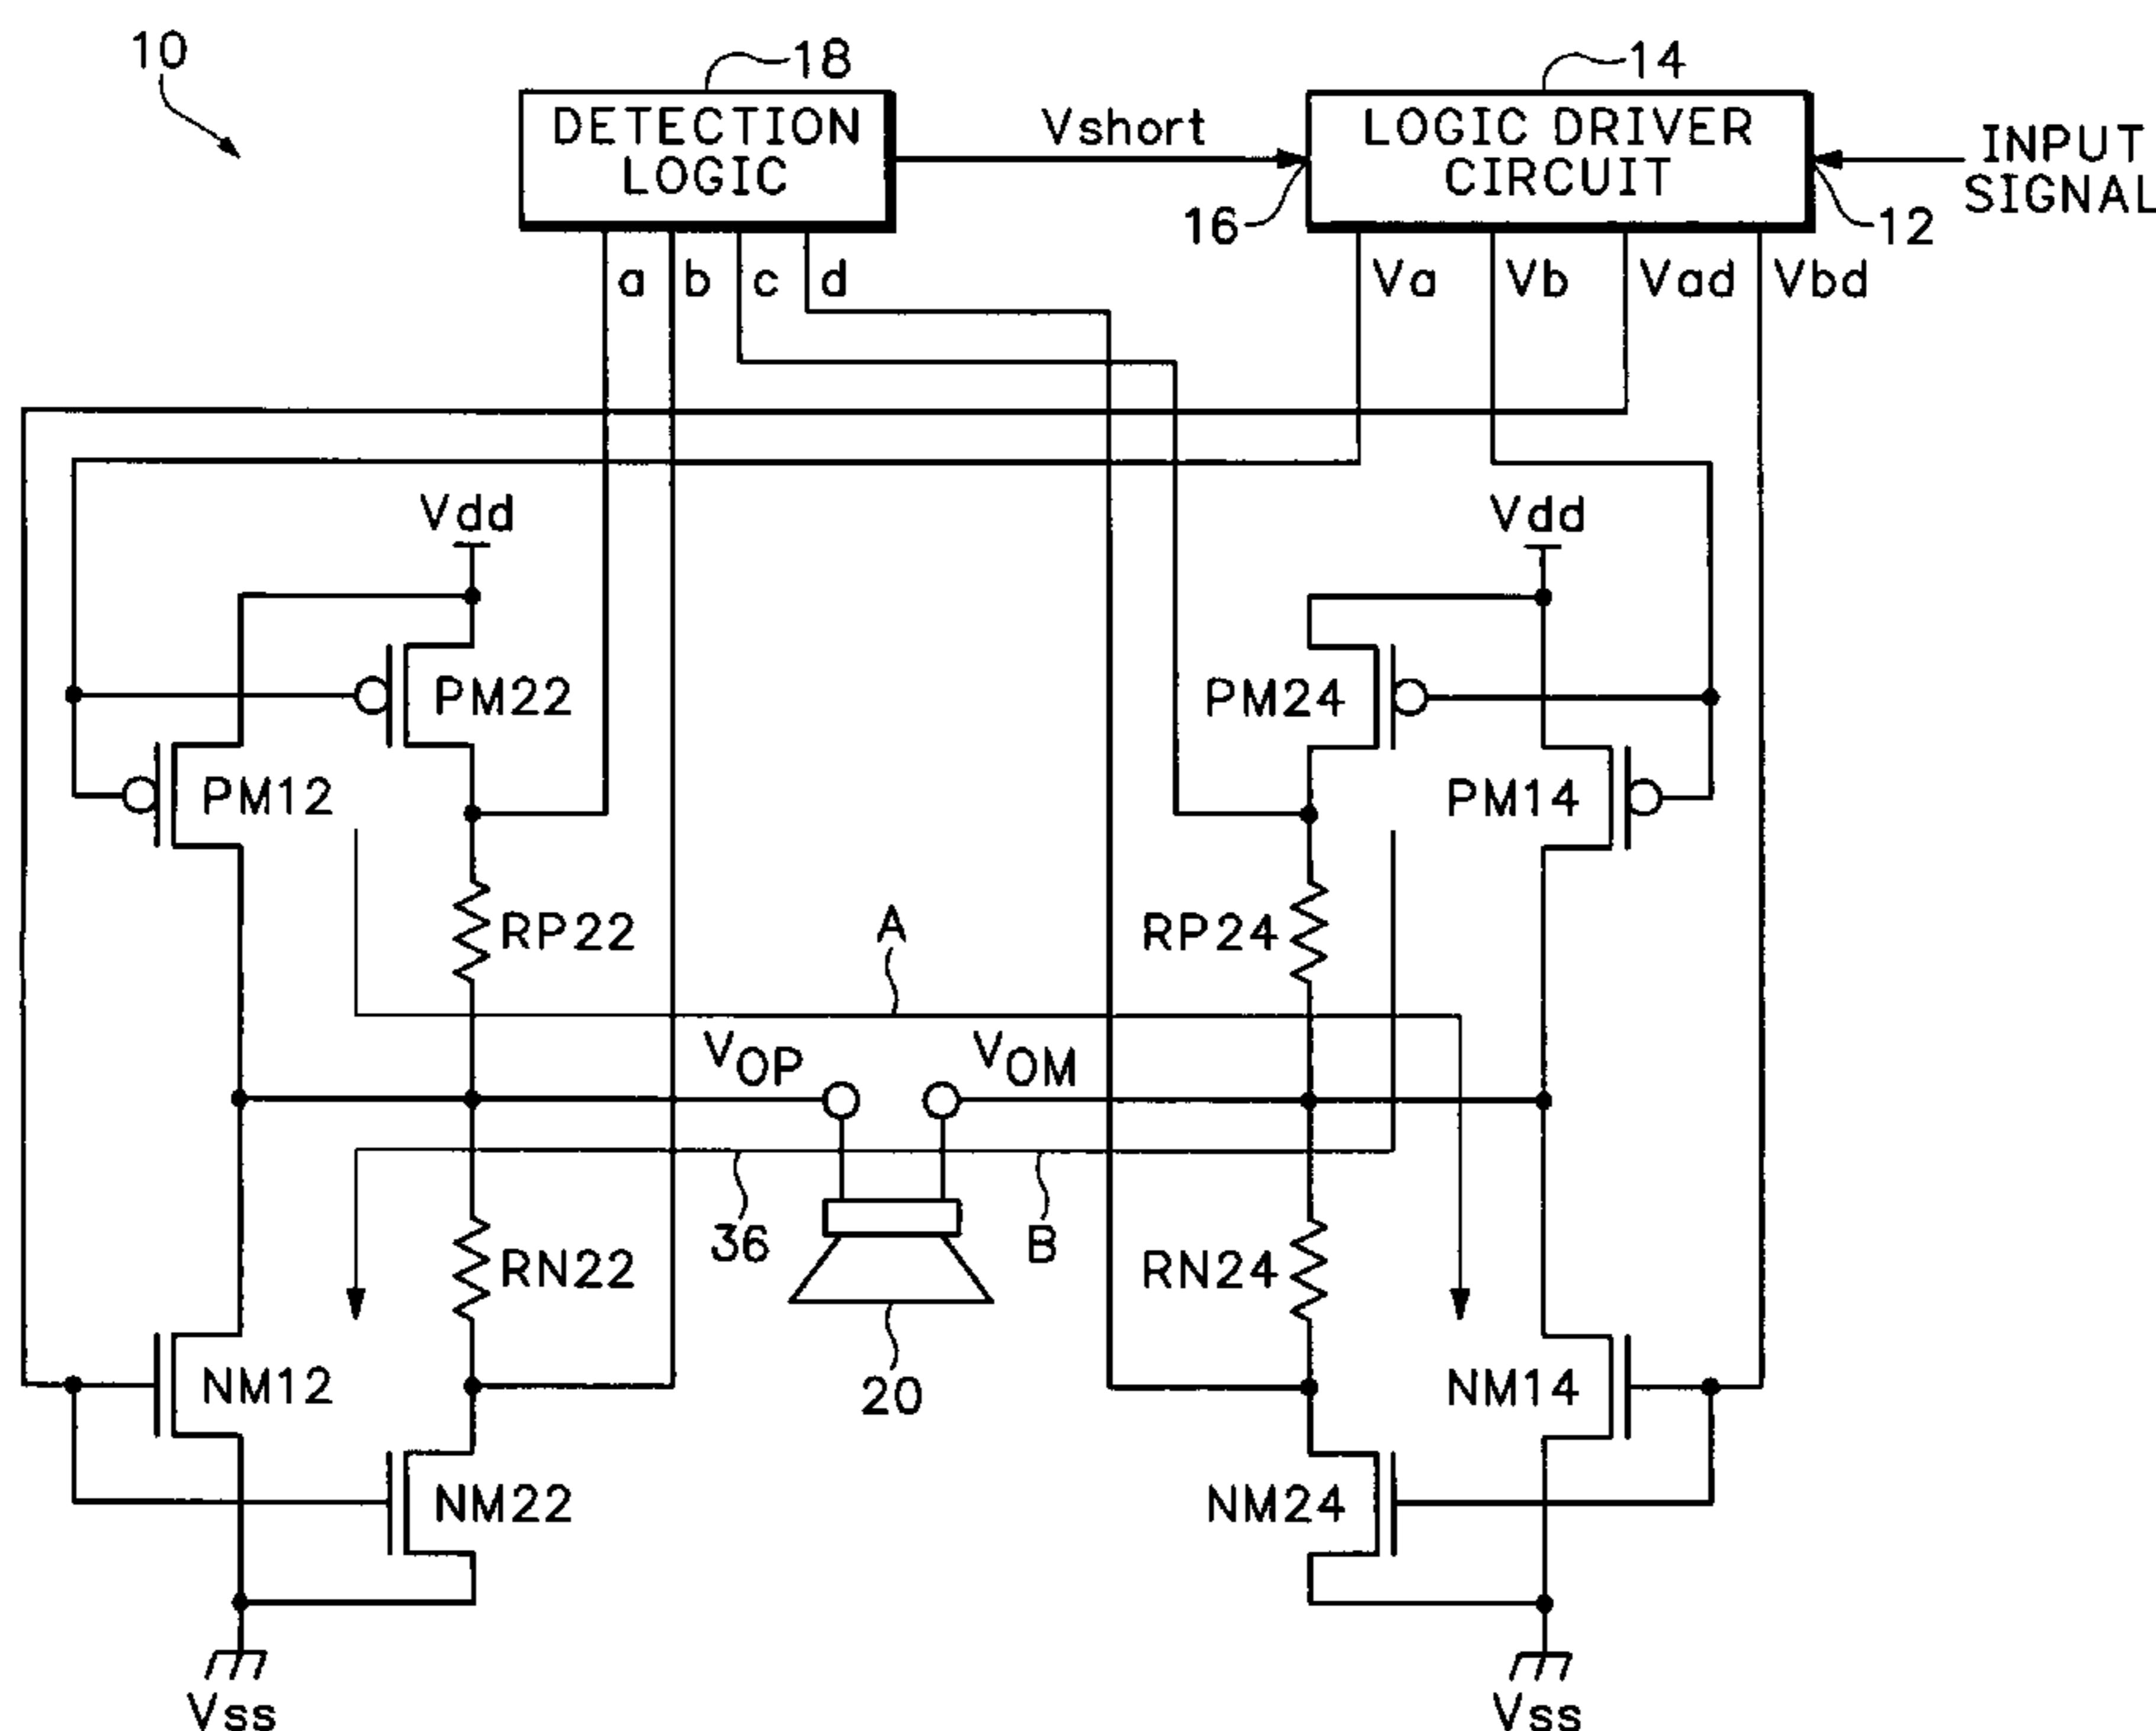 10
18
14
DETECTION
LOGIC
Vshort
LOGIC DRIVER
CIRCUIT
INPUT
SIGNAL
16
12
a
b
c
d
Va
Vb
Vad
Vbd
Vdd
Vdd
PM22
PM24
PM12
PM14
RP22
A
RP24
VOP
VOM
36
B
RN22
RN24
20
NM12
NM14
NM22
NM24
Vss
Vss